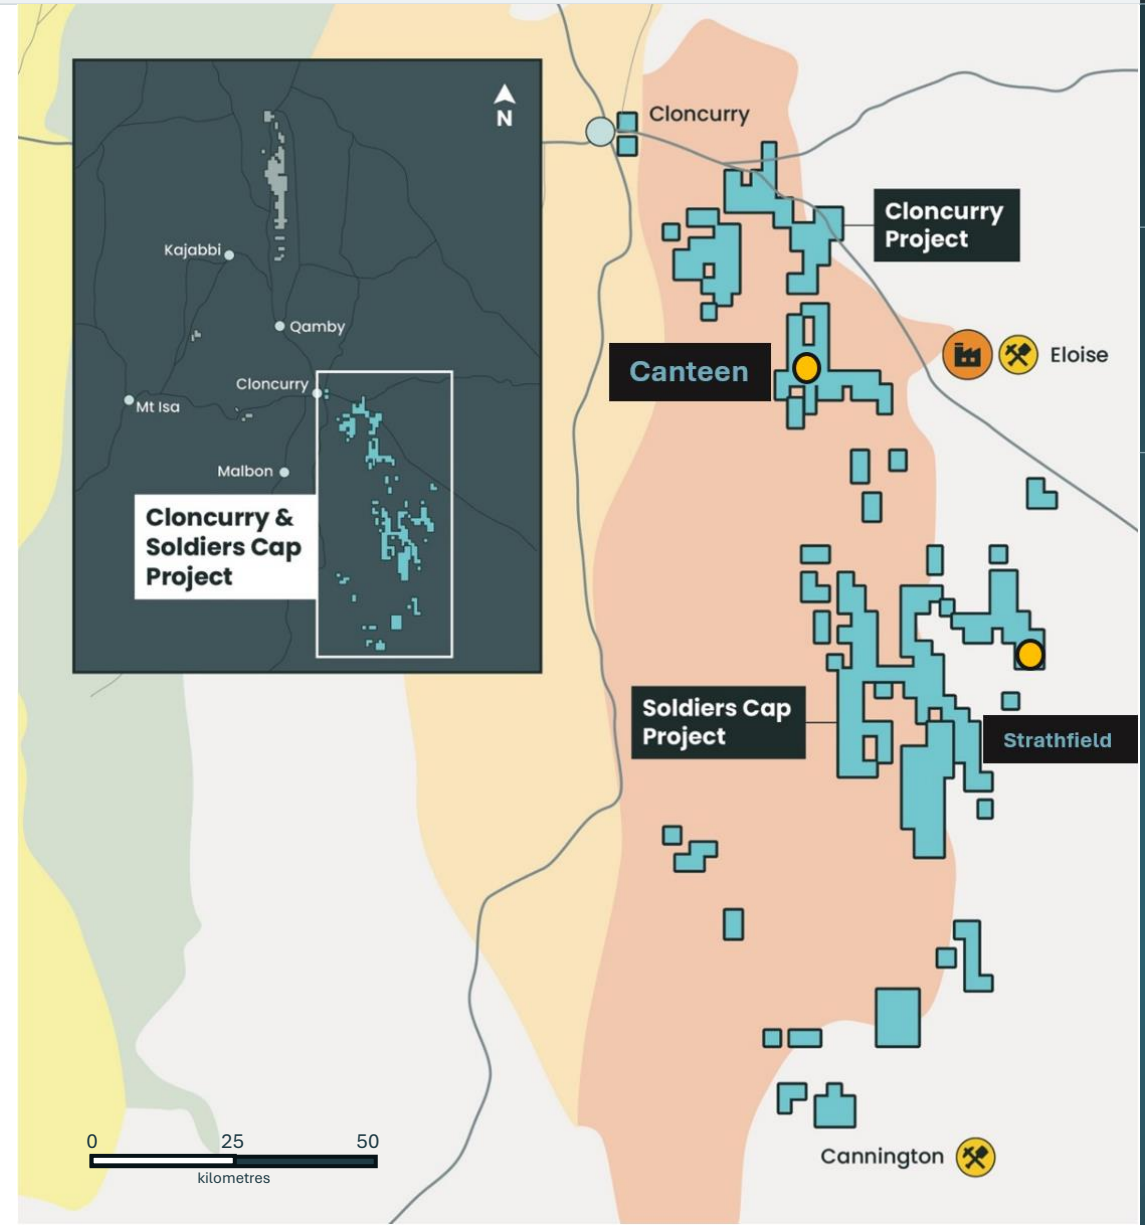 N
Kajabbi
Qamby
Cloncurry
Mt Isa
Malbon
Cloncurry &
Soldiers Cap
Project
Cloncurry
Cloncurry
Project
Canteen
Eloise
Soldiers Cap
Project
Strathfield
Cannington
0 25 50
kilometres